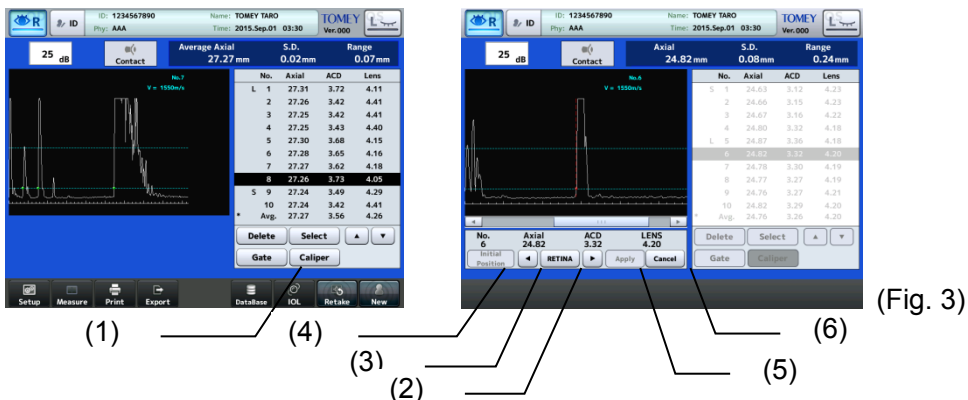 R
ID
ID: 1234567890
Name: TOMEY TARO
Phy: AAA
Time: 2015.Sep.01 03:30
TOMEY
Ver.000
L
25 dB
Contact
Average Axial
27.27 mm
S.D.
0.02 mm
Range
0.07 mm
No.7
V = 1550m/s
No. Axial ACD Lens
L 1 27.31 3.72 4.11
2 27.26 3.42 4.41
3 27.25 3.42 4.41
4 27.25 3.43 4.40
5 27.30 3.68 4.15
6 27.28 3.65 4.16
7 27.27 3.62 4.18
8 27.26 3.73 4.05
S 9 27.24 3.49 4.29
10 27.24 3.42 4.41
* Avg. 27.27 3.56 4.26
Delete Select ▲ ▼
Gate Caliper
Setup Measure Print Export DataBase IOL Retake New
R
ID
ID: 1234567890
Name: TOMEY TARO
Phy: AAA
Time: 2015.Sep.01 03:30
TOMEY
Ver.000
L
25 dB
Contact
Axial
24.82 mm
S.D.
0.08 mm
Range
0.24 mm
No.6
V = 1550m/s
No. Axial ACD Lens
S 1 24.63 3.12 4.23
2 24.66 3.15 4.23
3 24.67 3.16 4.22
4 24.80 3.32 4.18
L 5 24.87 3.36 4.18
6 24.82 3.32 4.20
7 24.78 3.30 4.19
8 24.77 3.27 4.19
9 24.76 3.27 4.21
10 24.82 3.29 4.20
* Avg. 24.76 3.26 4.20
No. Axial ACD LENS
6 24.82 3.32 4.20
Initial Position ◄ RETINA ► Apply Cancel
Delete Select ▲ ▼
Gate Caliper
(Fig. 3)
(1)
(4)
(6)
(3)
(5)
(2)